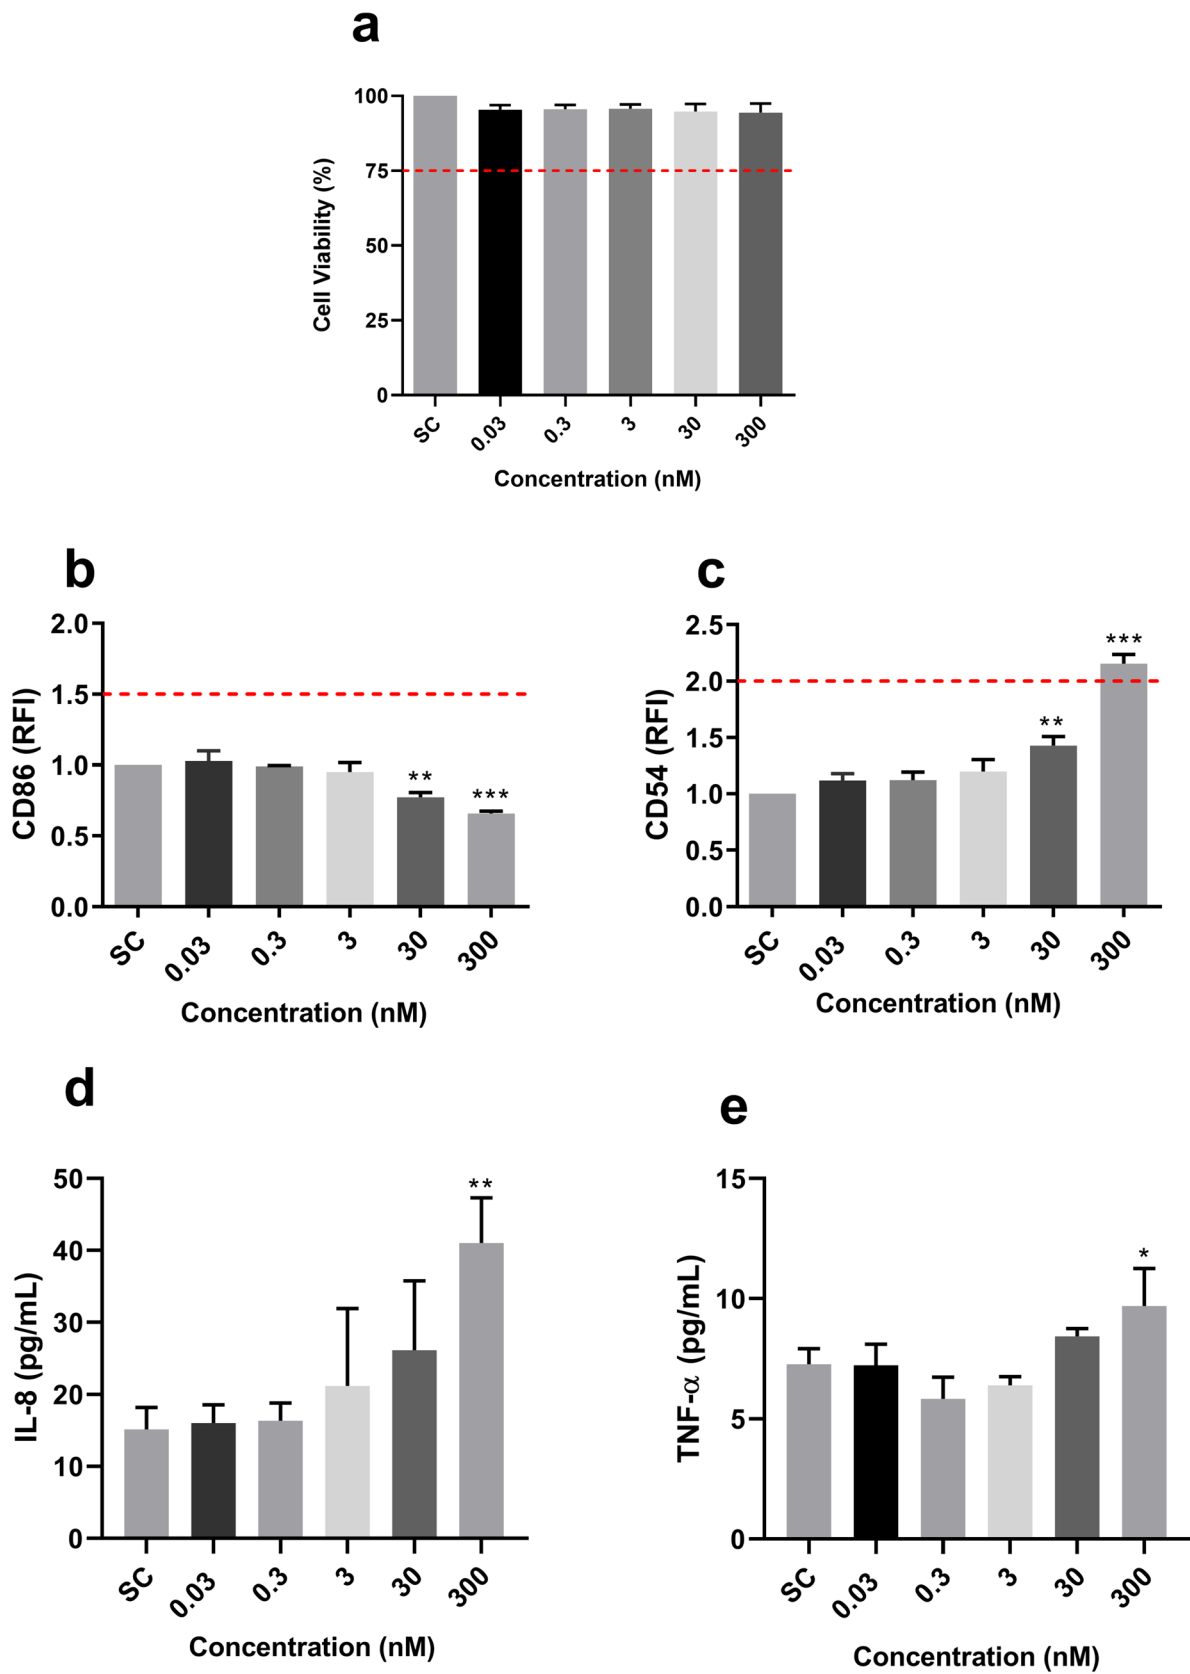 a
100
75
50
25
0
Cell Viability (%)
SC
0.03
0.3
3
30
300
Concentration (nM)
b
2.0
1.5
1.0
0.5
0.0
CD86 (RFI)
**
***
SC
0.03
0.3
3
30
300
Concentration (nM)
c
2.5
2.0
1.5
1.0
0.5
0.0
CD54 (RFI)
**
***
SC
0.03
0.3
3
30
300
Concentration (nM)
d
50
40
30
20
10
0
IL-8 (pg/mL)
**
SC
0.03
0.3
3
30
300
Concentration (nM)
e
15
10
5
0
TNF-α (pg/mL)
*
SC
0.03
0.3
3
30
300
Concentration (nM)